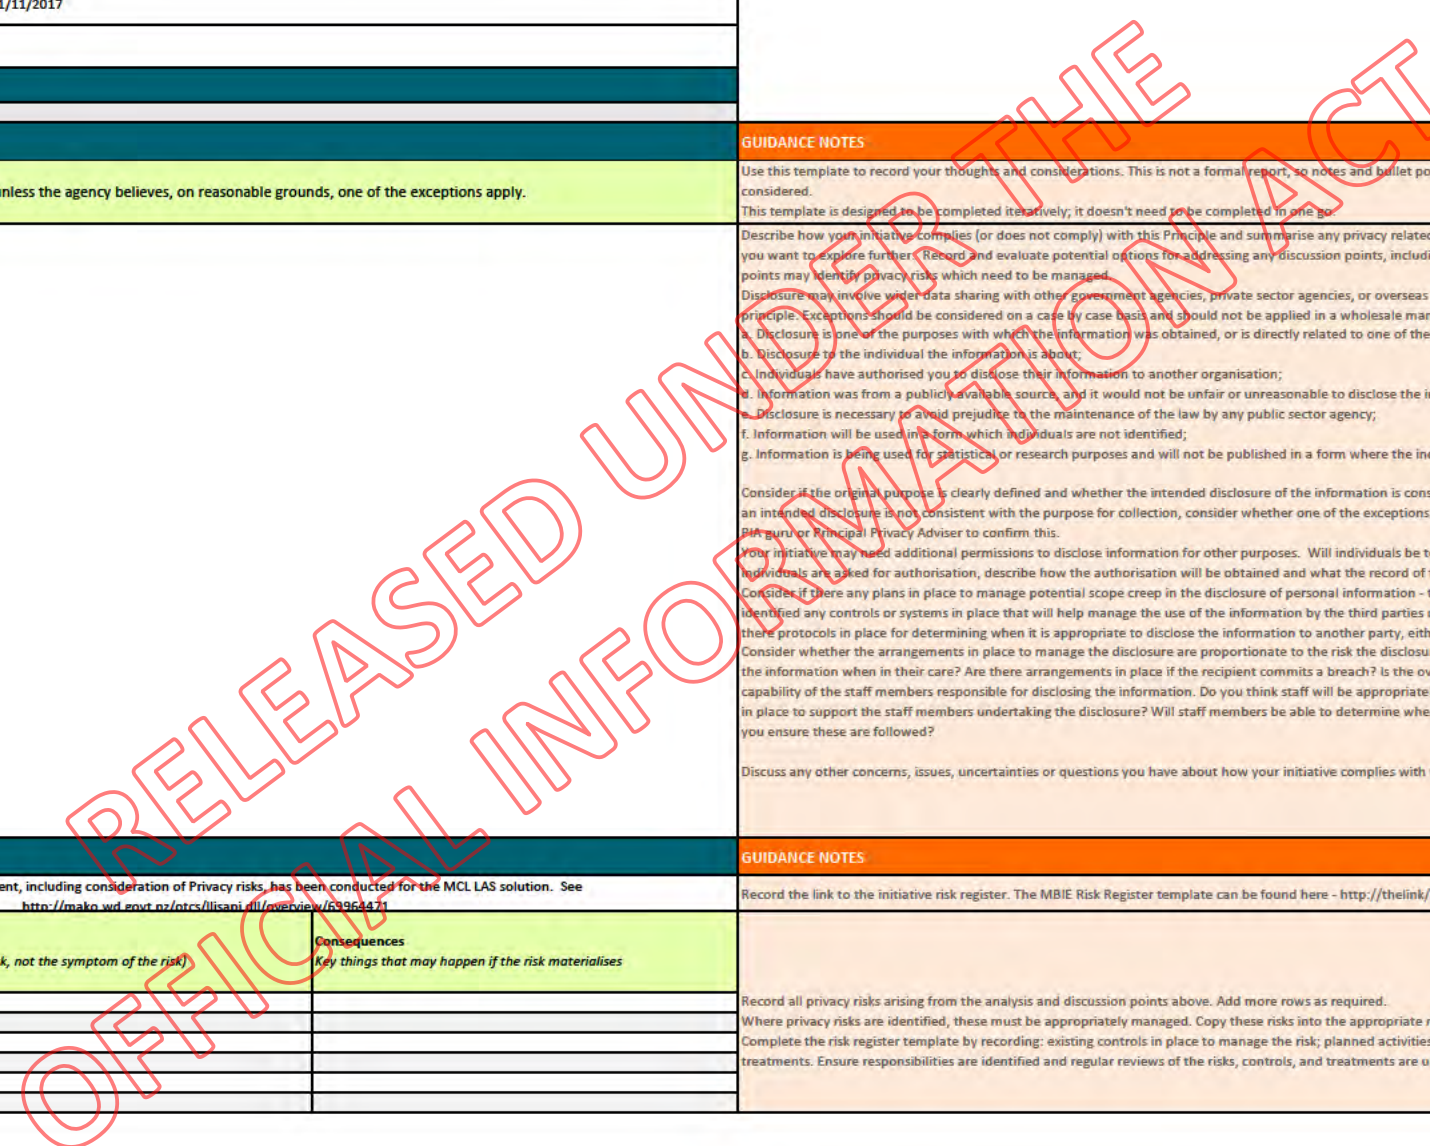 1/11/2017
GUIDANCE NOTES
nless the agency believes, on reasonable grounds, one of the exceptions apply.
Use this template to record your thoughts and considerations. This is not a formal report, so notes and bullet po
considered.
This template is designed to be completed iteratively; it doesn't need to be completed in one go.
Describe how your initiative complies (or does not comply) with this Principle and summarise any privacy related
you want to explore further. Record and evaluate potential options for addressing any discussion points, includi
points may identify privacy risks which need to be managed.
Disclosure may involve wider data sharing with other government agencies, private sector agencies, or overseas
principle. Exceptions should be considered on a case by case basis and should not be applied in a wholesale man
a. Disclosure is one of the purposes with which the information was obtained, or is directly related to one of the
b. Disclosure to the individual the information is about;
c. Individuals have authorised you to disclose their information to another organisation;
d. Information was from a publicly available source, and it would not be unfair or unreasonable to disclose the i
e. Disclosure is necessary to avoid prejudice to the maintenance of the law by any public sector agency;
f. Information will be used in a form which individuals are not identified;
g. Information is being used for statistical or research purposes and will not be published in a form where the in
Consider if the original purpose is clearly defined and whether the intended disclosure of the information is cons
an intended disclosure is not consistent with the purpose for collection, consider whether one of the exceptions
PIA guru or Principal Privacy Adviser to confirm this.
Your initiative may need additional permissions to disclose information for other purposes. Will individuals be t
individuals are asked for authorisation, describe how the authorisation will be obtained and what the record of
Consider if there any plans in place to manage potential scope creep in the disclosure of personal information -
identified any controls or systems in place that will help manage the use of the information by the third parties
there protocols in place for determining when it is appropriate to disclose the information to another party, eith
Consider whether the arrangements in place to manage the disclosure are proportionate to the risk the disclosu
the information when in their care? Are there arrangements in place if the recipient commits a breach? Is the ov
capability of the staff members responsible for disclosing the information. Do you think staff will be appropriate
in place to support the staff members undertaking the disclosure? Will staff members be able to determine whe
you ensure these are followed?
Discuss any other concerns, issues, uncertainties or questions you have about how your initiative complies with
GUIDANCE NOTES
ent, including consideration of Privacy risks, has been conducted for the MCL LAS solution. See
http://mako.wd.govt.nz/otcs/llisapi.dll/overview/69964471
Record the link to the initiative risk register. The MBIE Risk Register template can be found here - http://thelink/
Consequences
k, not the symptom of the risk)
Key things that may happen if the risk materialises
Record all privacy risks arising from the analysis and discussion points above. Add more rows as required.
Where privacy risks are identified, these must be appropriately managed. Copy these risks into the appropriate r
Complete the risk register template by recording: existing controls in place to manage the risk; planned activities
treatments. Ensure responsibilities are identified and regular reviews of the risks, controls, and treatments are u
RELEASED UNDER THE
OFFICIAL INFORMATION ACT